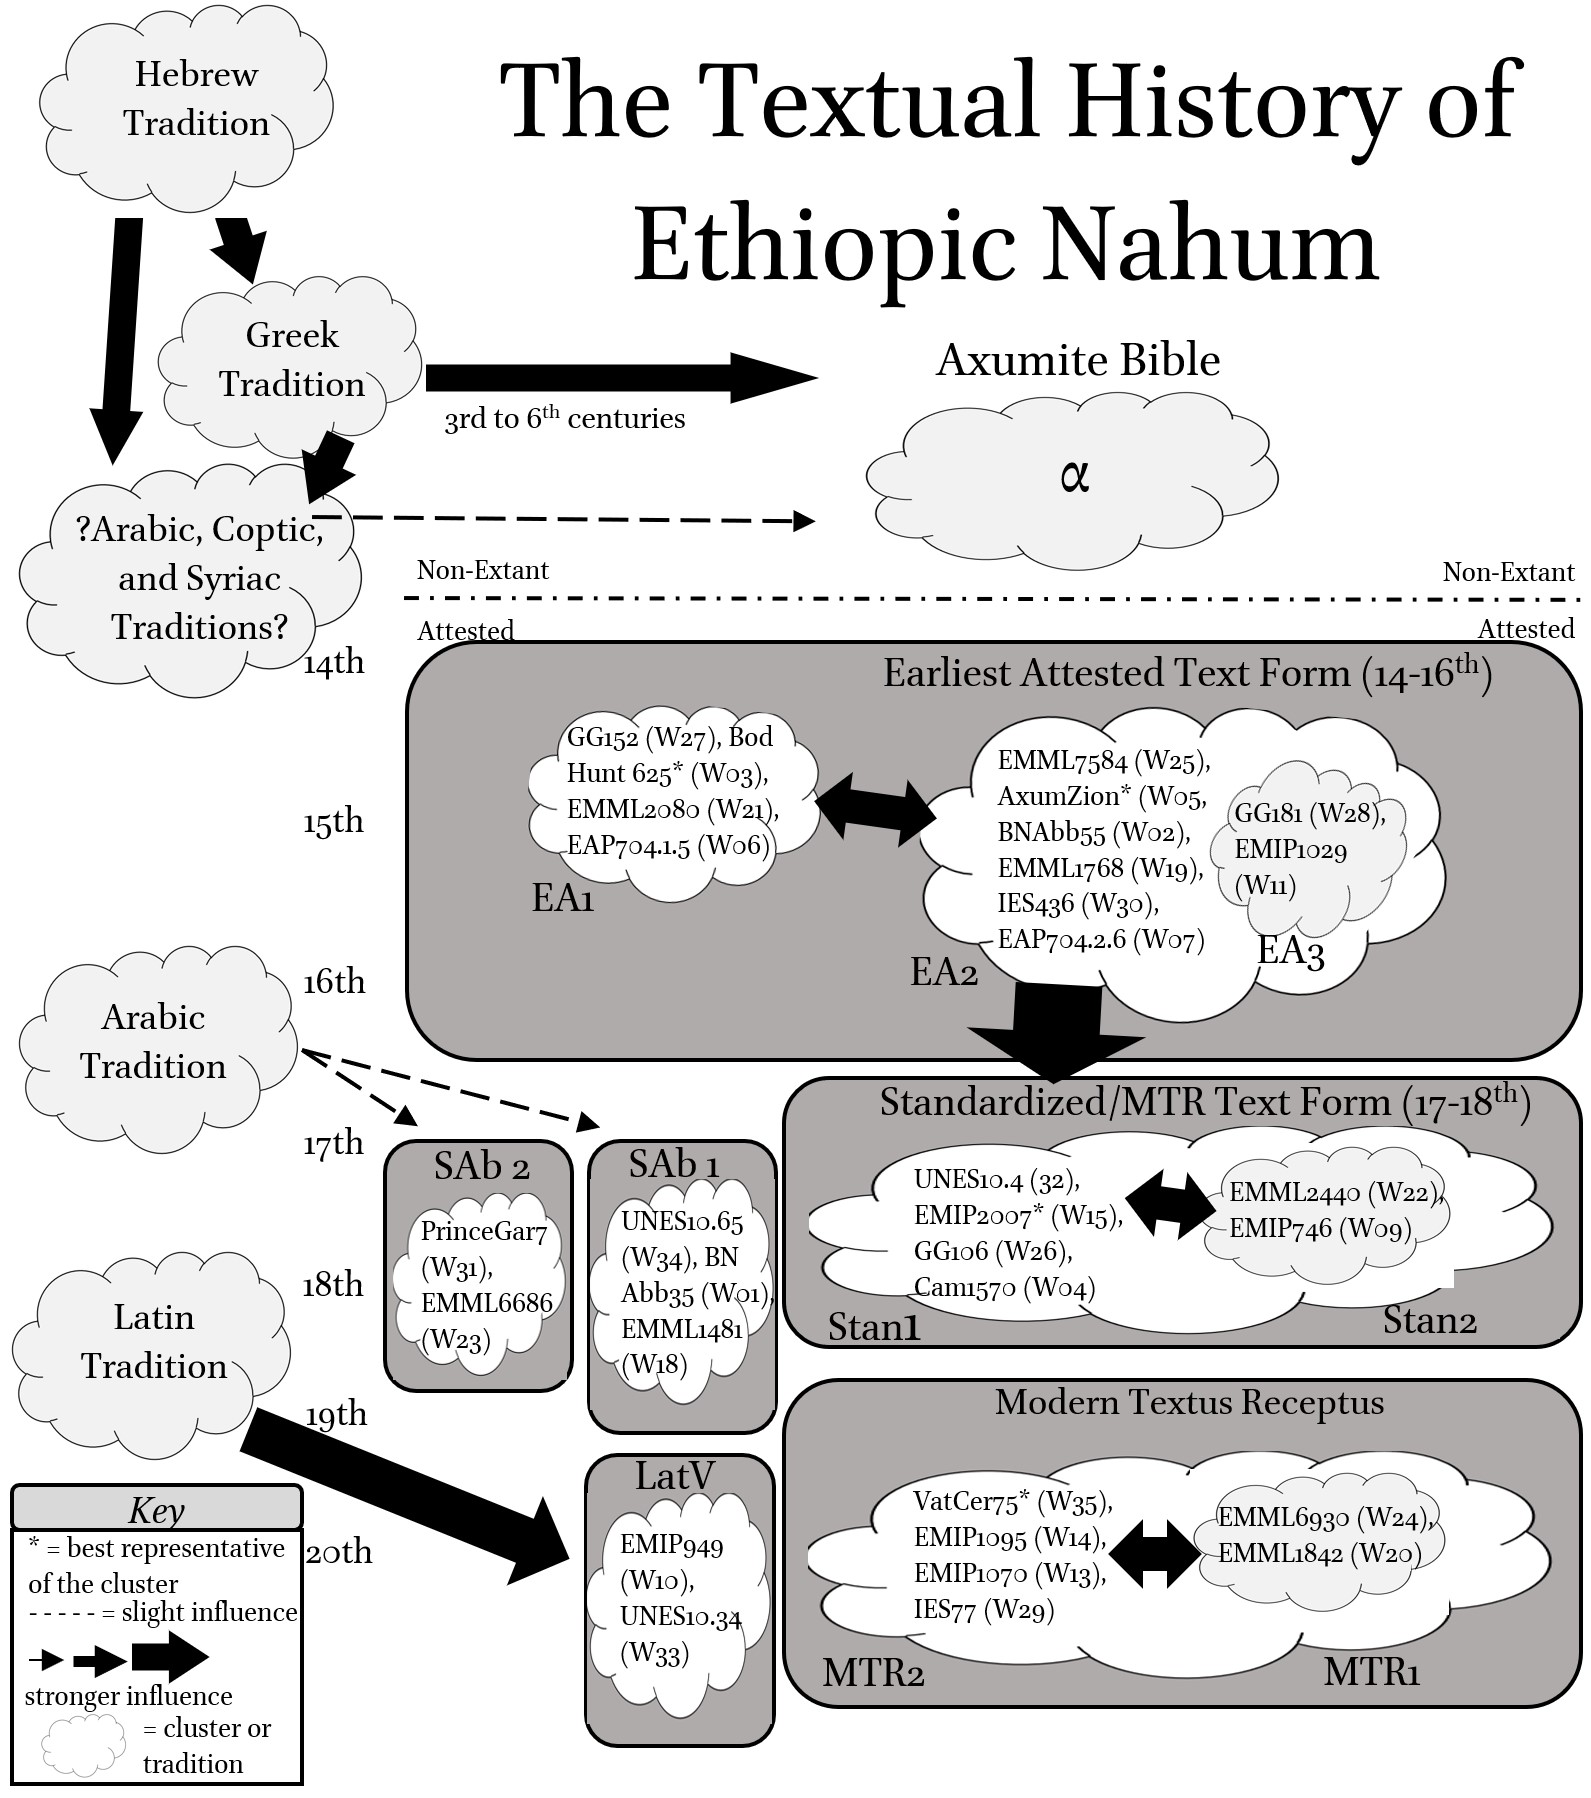 The Textual History of
Ethiopic Nahum
Hebrew
Tradition
Greek
Tradition
3rd to 6th centuries
Axumite Bible
α
?Arabic, Coptic,
and Syriac
Traditions?
Non-Extant
Non-Extant
Attested
Attested
14th
15th
16th
17th
18th
19th
20th
Earliest Attested Text Form (14-16th)
GG152 (W27), Bod
Hunt 625* (W03),
EMML2080 (W21),
EAP704.1.5 (W06)
EA1
EMML7584 (W25),
AxumZion* (W05,
BNAbb55 (W02),
EMML1768 (W19),
IES436 (W30),
EAP704.2.6 (W07)
EA2
GG181 (W28),
EMIP1029
(W11)
EA3
Arabic
Tradition
Standardized/MTR Text Form (17-18th)
UNES10.4 (32),
EMIP2007* (W15),
GG106 (W26),
Cam1570 (W04)
Stan1
EMML2440 (W22),
EMIP746 (W09)
Stan2
SAb 2
PrinceGar7
(W31),
EMML6686
(W23)
SAb 1
UNES10.65
(W34), BN
Abb35 (W01),
EMML1481
(W18)
Latin
Tradition
LatV
EMIP949
(W10),
UNES10.34
(W33)
Modern Textus Receptus
VatCer75* (W35),
EMIP1095 (W14),
EMIP1070 (W13),
IES77 (W29)
MTR2
EMML6930 (W24),
EMML1842 (W20)
MTR1
Key
* = best representative
of the cluster
- - - - - = slight influence
stronger influence
= cluster or
tradition